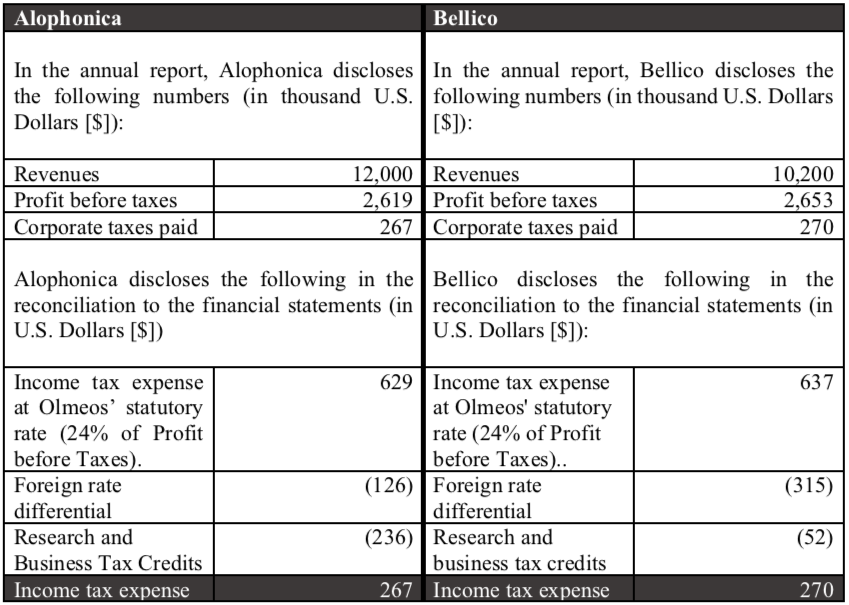 Alophonica
Bellico
In the annual report, Alophonica discloses
the following numbers (in thousand U.S.
Dollars [$]):
In the annual report, Bellico discloses the
following numbers (in thousand U.S. Dollars
[$]):
Revenues 12,000
Revenues 10,200
Profit before taxes 2,619
Profit before taxes 2,653
Corporate taxes paid 267
Corporate taxes paid 270
Alophonica discloses the following in the
reconciliation to the financial statements (in
U.S. Dollars [$])
Bellico discloses the following in the
reconciliation to the financial statements (in
U.S. Dollars [$]):
Income tax expense 629
at Olmeos’ statutory
rate (24% of Profit
before Taxes).
Income tax expense 637
at Olmeos' statutory
rate (24% of Profit
before Taxes)..
Foreign rate (126)
differential
Foreign rate (315)
differential
Research and (236)
Business Tax Credits
Research and (52)
business tax credits
Income tax expense 267
Income tax expense 270